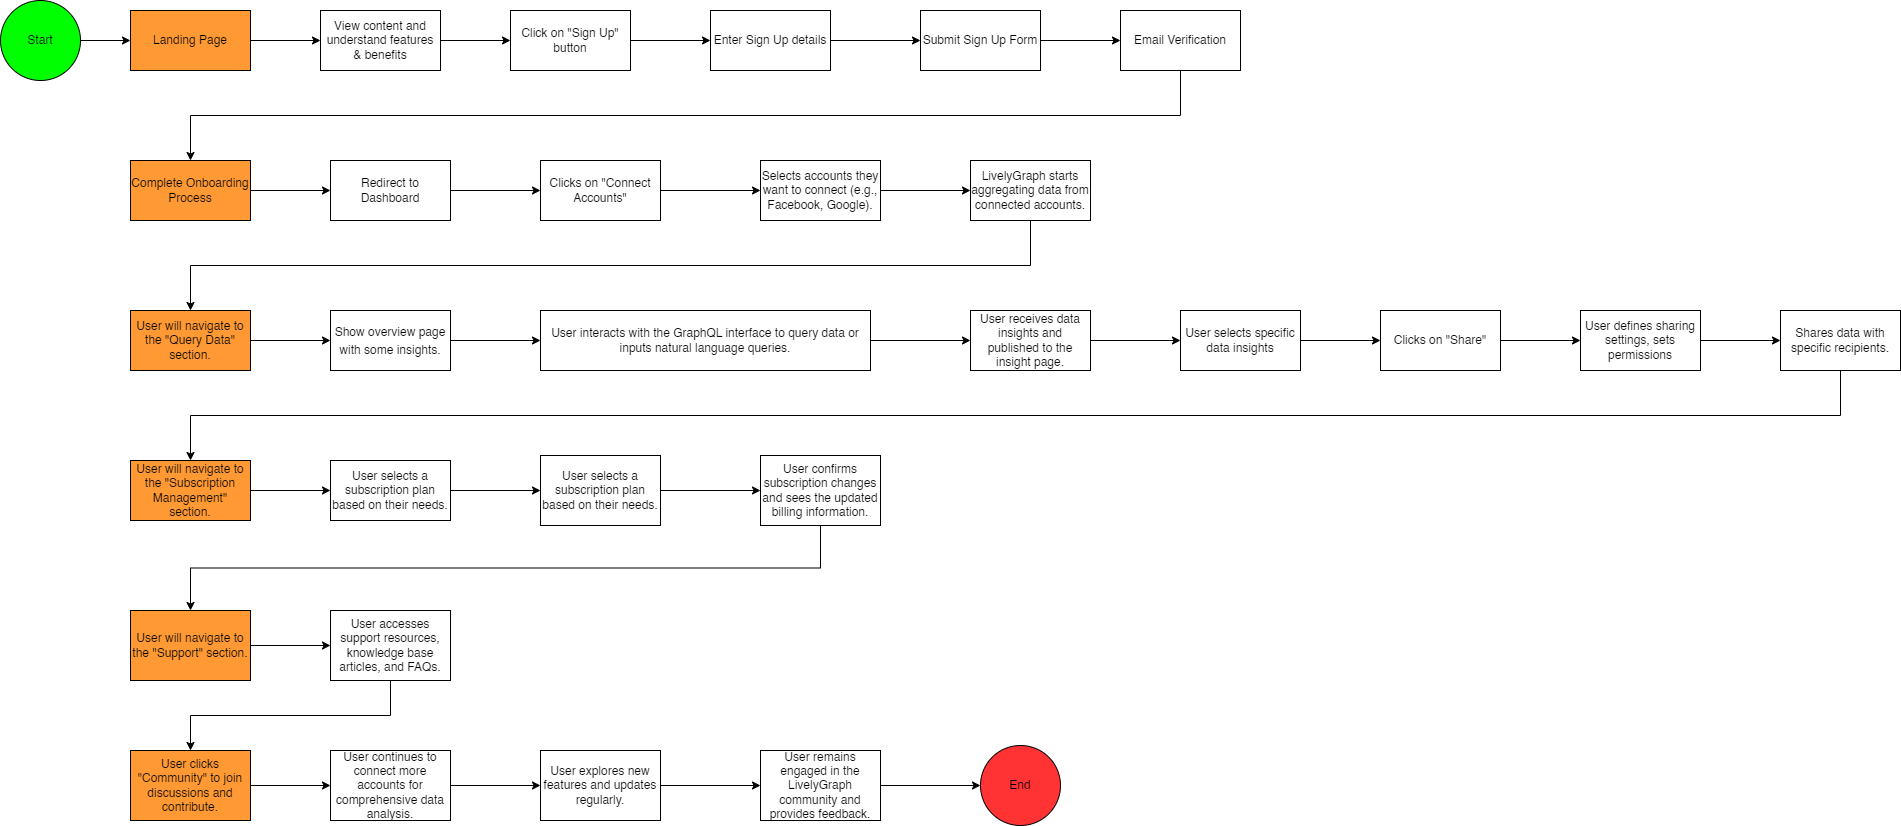 Start
Landing Page
View content and
understand features
& benefits
Click on "Sign Up"
button
Enter Sign Up details
Submit Sign Up Form
Email Verification
Complete Onboarding
Process
Redirect to
Dashboard
Clicks on "Connect
Accounts"
Selects accounts they
want to connect (e.g.,
Facebook, Google).
LivelyGraph starts
aggregating data from
connected accounts.
User will navigate to
the "Query Data"
section.
Show overview page
with some insights.
User interacts with the GraphQL interface to query data or
inputs natural language queries.
User receives data
insights and
published to the
insight page.
User selects specific
data insights
Clicks on "Share"
User defines sharing
settings, sets
permissions
Shares data with
specific recipients.
User will navigate to
the "Subscription
Management"
section.
User selects a
subscription plan
based on their needs.
User selects a
subscription plan
based on their needs.
User confirms
subscription changes
and sees the updated
billing information.
User will navigate to
the "Support" section.
User accesses
support resources,
knowledge base
articles, and FAQs.
User clicks
"Community" to join
discussions and
contribute.
User continues to
connect more
accounts for
comprehensive data
analysis.
User explores new
features and updates
regularly.
User remains
engaged in the
LivelyGraph
community and
provides feedback.
End